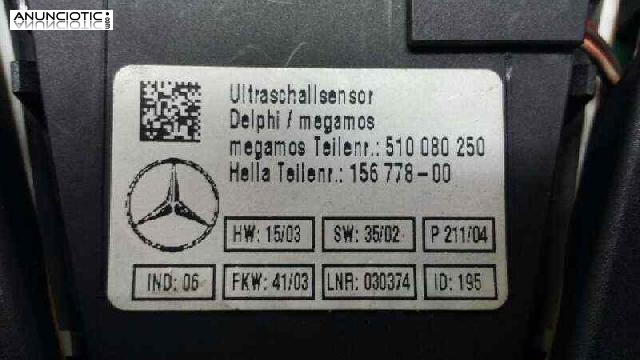 ANUNCIOTIC.com
Ultraschallsensor
Delphi / megamos
megamos Teilenr.: 510 080 250
Hella Teilenr.: 156 778-00
HW: 15/03 SW: 35/02 P 211/04
IND: 06 FKW: 41/03 LNR: 030374 ID: 195